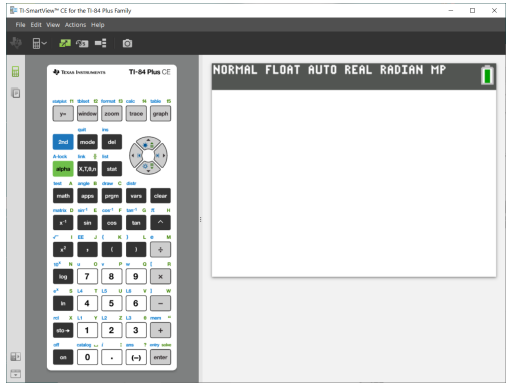 TI-SmartView™ CE for the TI-84 Plus Family
File Edit View Actions Help
TEXAS INSTRUMENTS TI-84 Plus CE
statplot f1 tblset f2 format f3 calc f4 table f5
y= window zoom trace graph
quit ins
2nd mode del
A-lock link θ list
alpha X,T,θ,n stat
test A angle B draw C distr
math apps prgm vars clear
matrix D sin⁻¹ E cos⁻¹ F tan⁻¹ G π H
x⁻¹ sin cos tan ^
√ I EE J { K } L e M
x² , ( ) ÷
10ˣ N u O v P w Q [ R
log 7 8 9 ×
eˣ S L4 T L5 U L6 V ] W
ln 4 5 6 −
rcl X L1 Y L2 Z L3 θ mem "
sto→ 1 2 3 +
off catalog i : ans ? entry solve
on 0 . (−) enter
NORMAL FLOAT AUTO REAL RADIAN MP